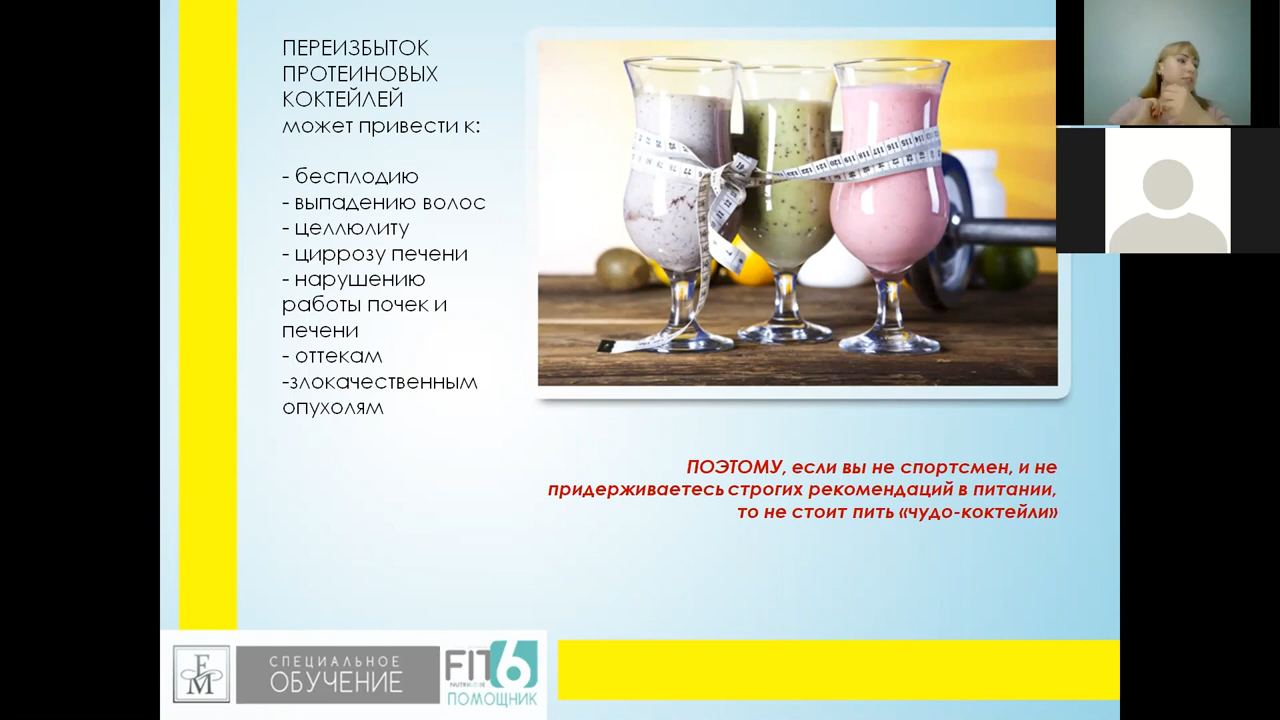 ПЕРЕИЗБЫТОК
ПРОТЕИНОВЫХ
КОКТЕЙЛЕЙ
может привести к:
- бесплодию
- выпадению волос
- целлюлиту
- циррозу печени
- нарушению
работы почек и
печени
- оттекам
-злокачественным
опухолям
ПОЭТОМУ, если вы не спортсмен, и не
придерживаетесь строгих рекомендаций в питании,
то не стоит пить «чудо-коктейли»
FM
СПЕЦИАЛЬНОЕ
ОБУЧЕНИЕ
FIT6
ПОМОЩНИК